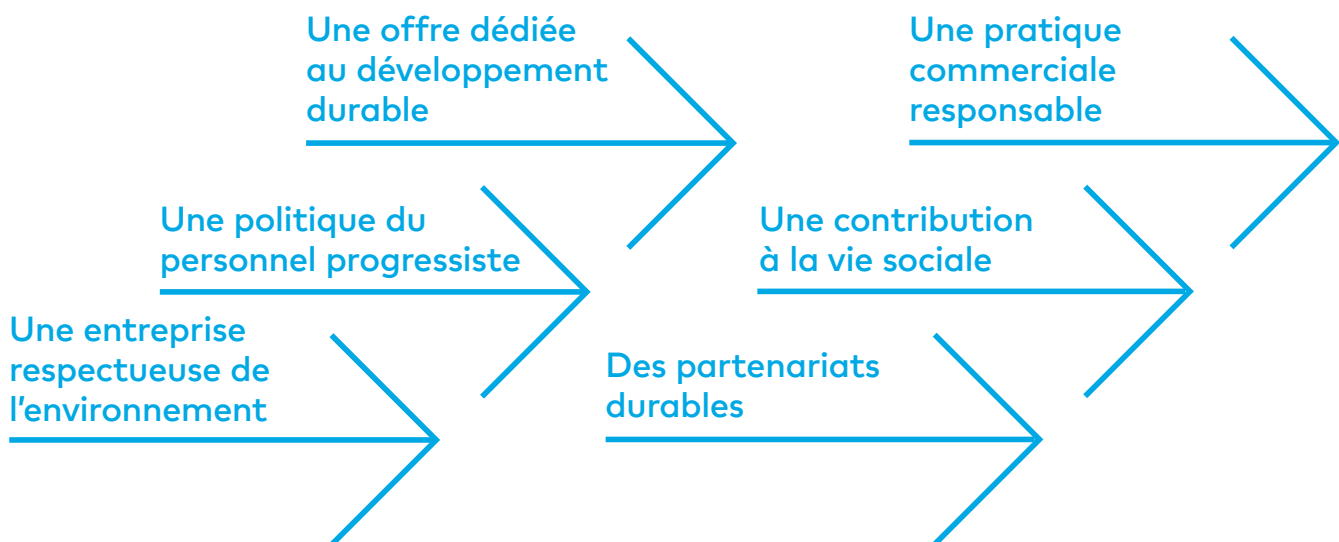 Une offre dédiée
au développement
durable
Une pratique
commerciale
responsable
Une politique du
personnel progressiste
Une contribution
à la vie sociale
Une entreprise
respectueuse de
l'environnement
Des partenariats
durables